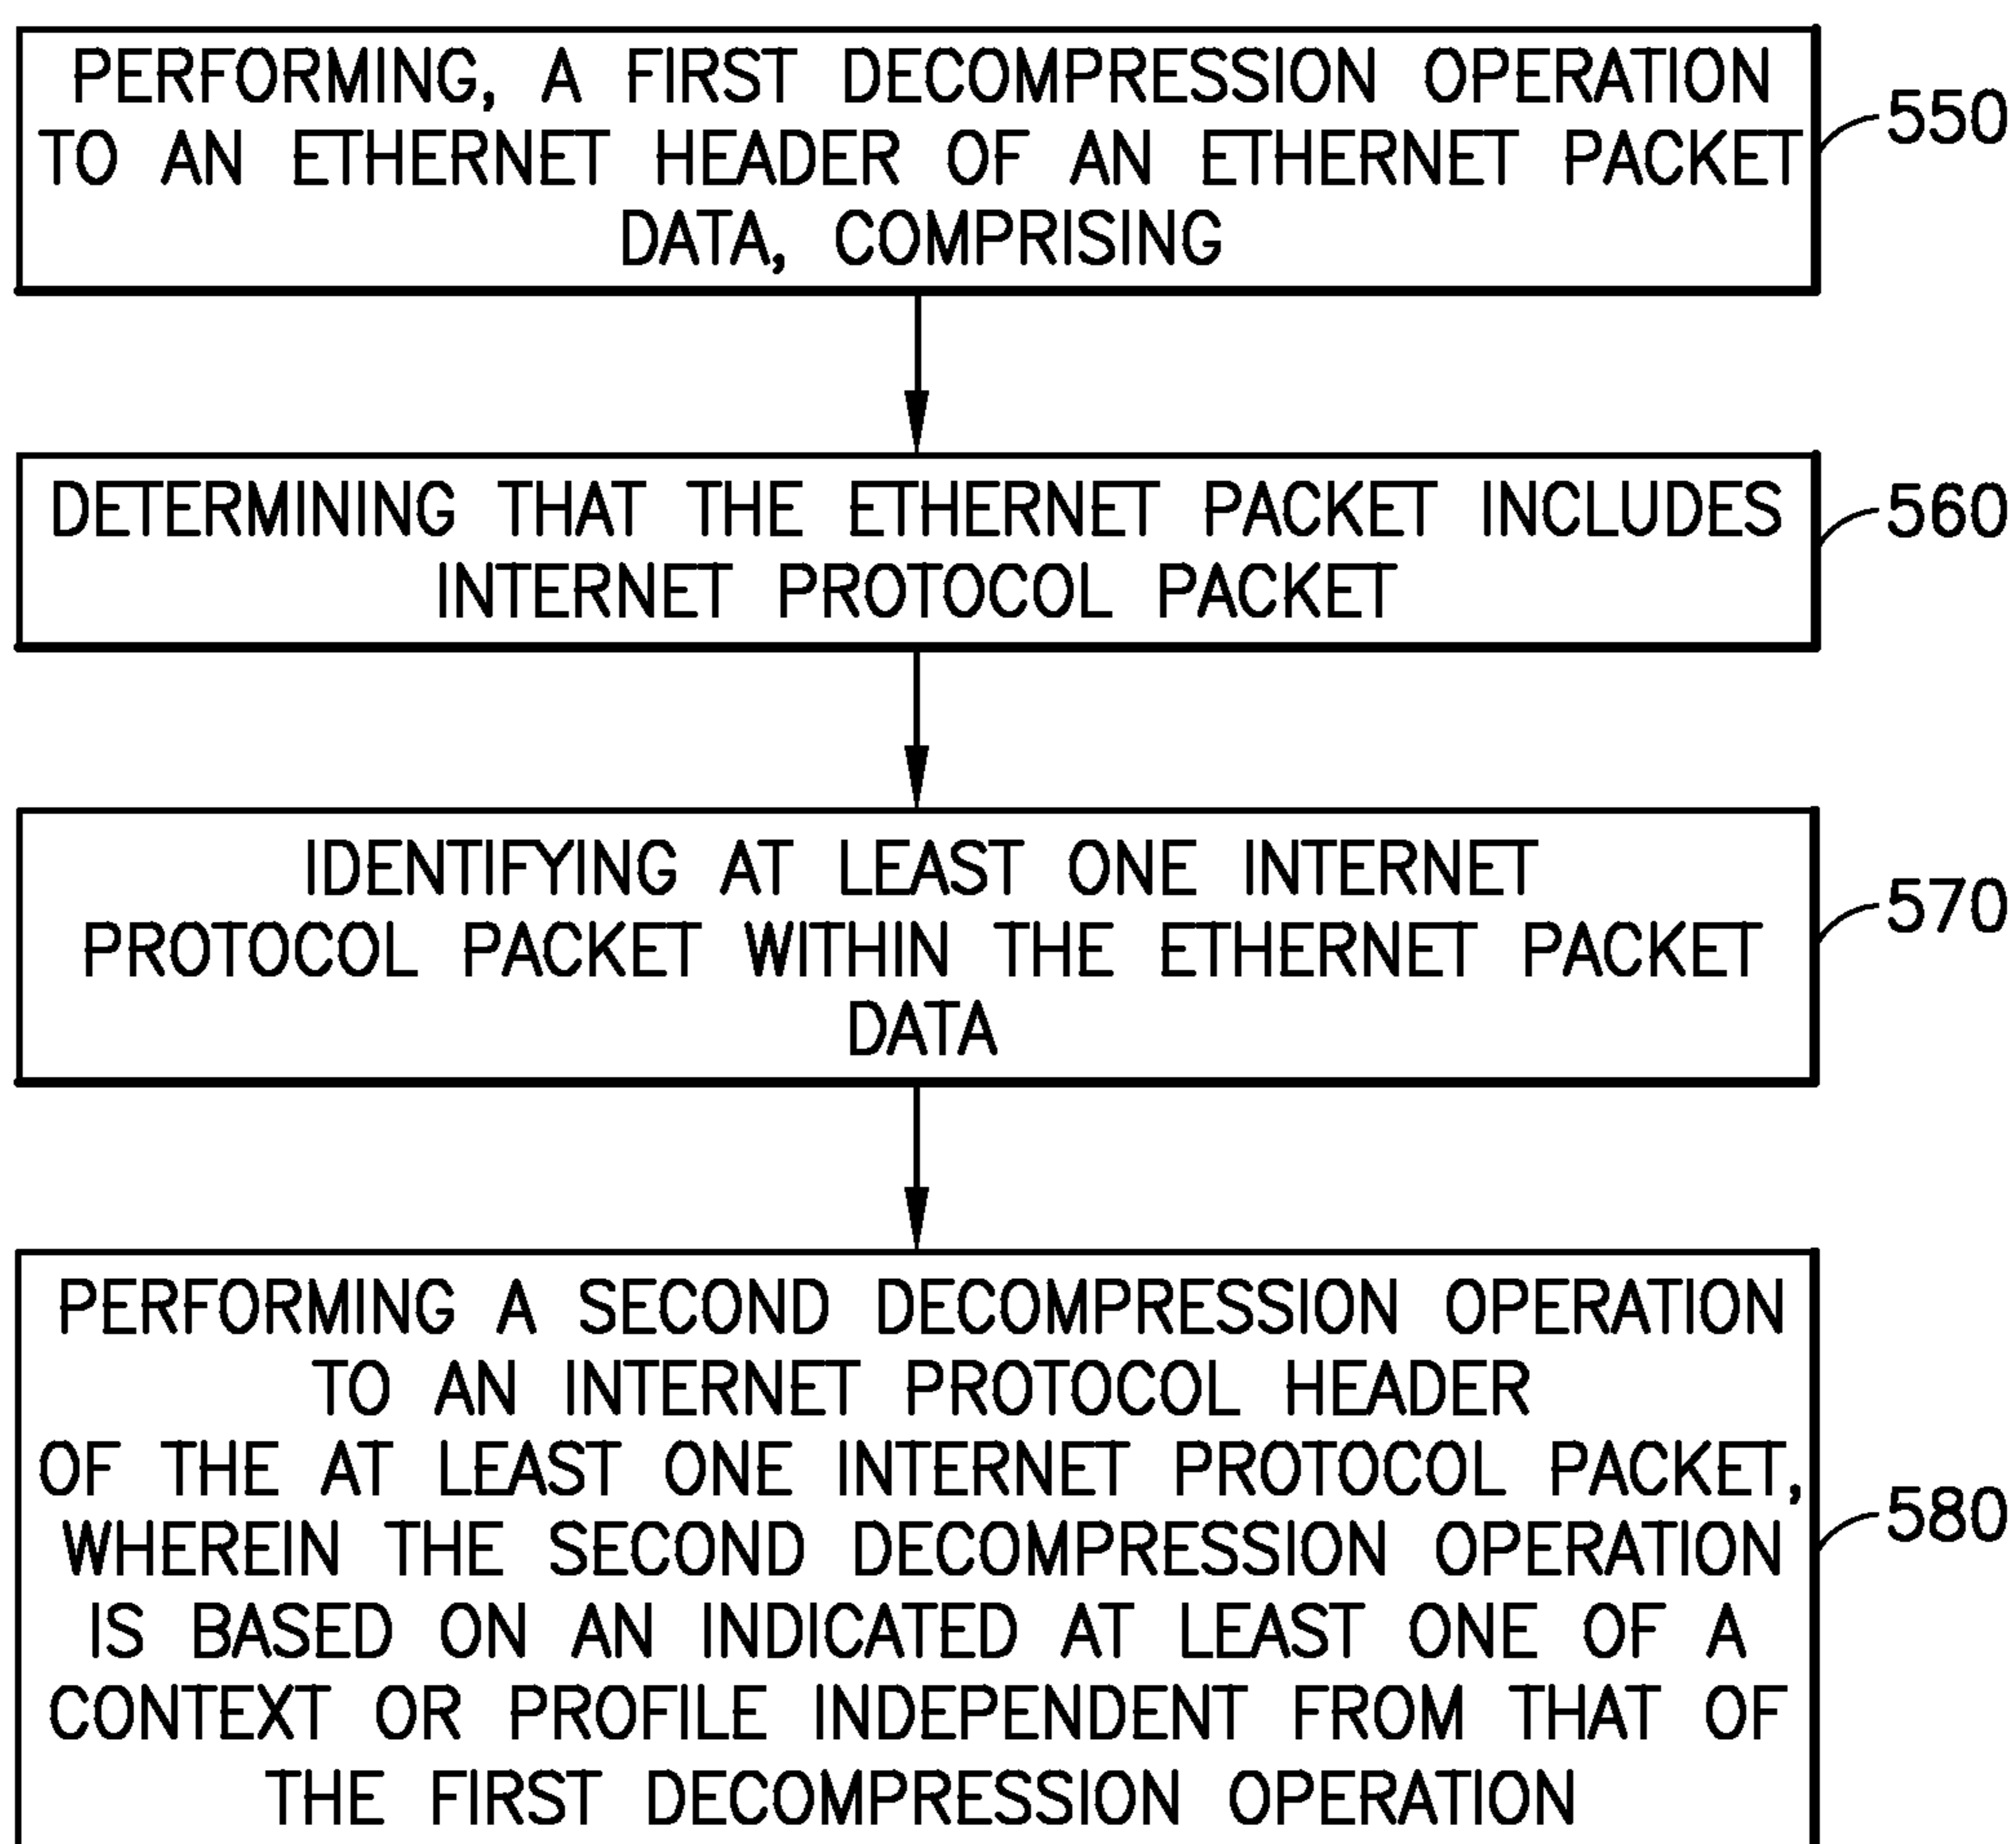 PERFORMING, A FIRST DECOMPRESSION OPERATION
TO AN ETHERNET HEADER OF AN ETHERNET PACKET
DATA, COMPRISING
550
DETERMINING THAT THE ETHERNET PACKET INCLUDES
INTERNET PROTOCOL PACKET
560
IDENTIFYING AT LEAST ONE INTERNET
PROTOCOL PACKET WITHIN THE ETHERNET PACKET
DATA
570
PERFORMING A SECOND DECOMPRESSION OPERATION
TO AN INTERNET PROTOCOL HEADER
OF THE AT LEAST ONE INTERNET PROTOCOL PACKET,
WHEREIN THE SECOND DECOMPRESSION OPERATION
IS BASED ON AN INDICATED AT LEAST ONE OF A
CONTEXT OR PROFILE INDEPENDENT FROM THAT OF
THE FIRST DECOMPRESSION OPERATION
580